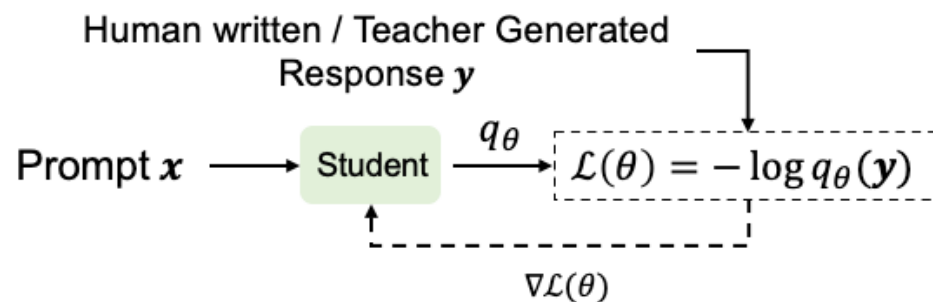 Human written / Teacher Generated
Response y
Prompt x
Student
qθ
ℒ(θ) = − log qθ(y)
∇ℒ(θ)